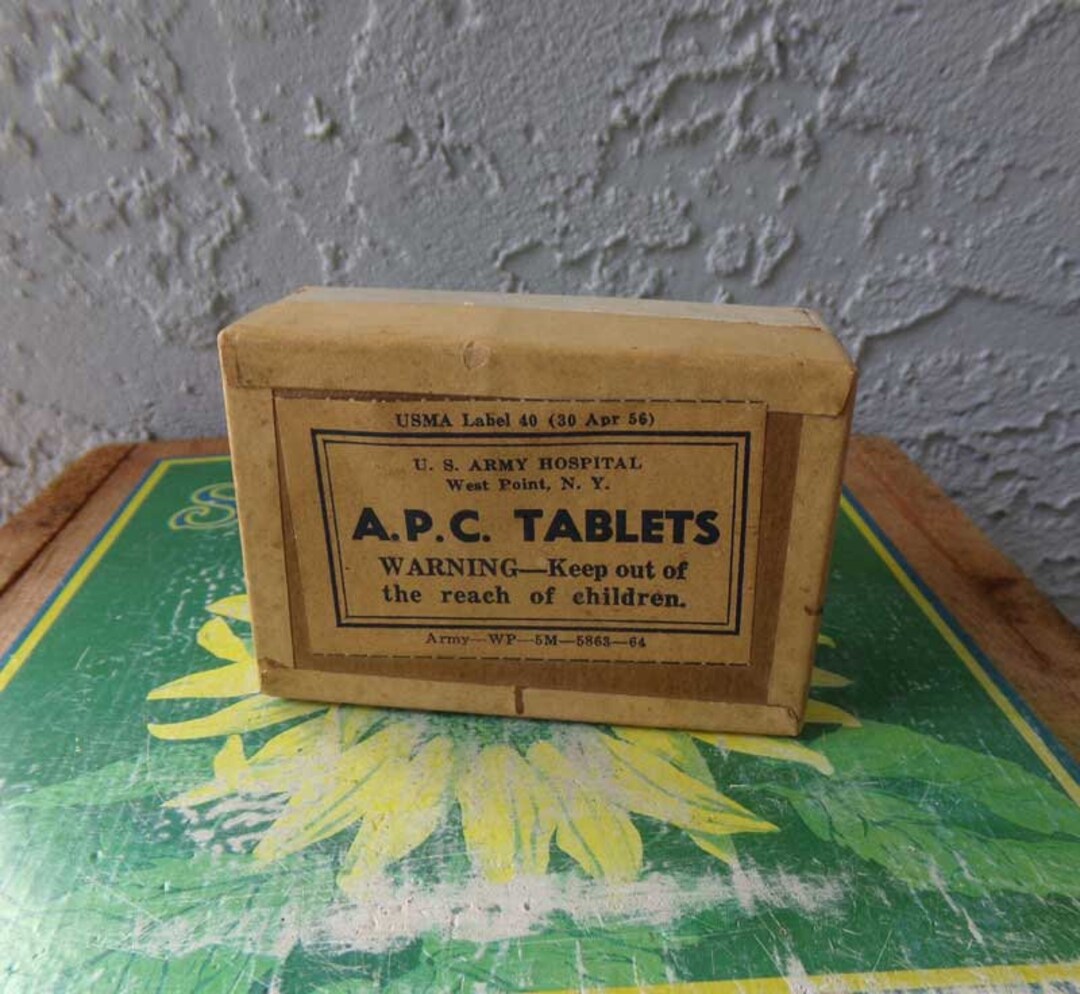 USMA Label 40 (30 Apr 56)
U. S. ARMY HOSPITAL
West Point, N. Y.
A.P.C. TABLETS
WARNING—Keep out of
the reach of children.
Army—WP—5M—5863—64